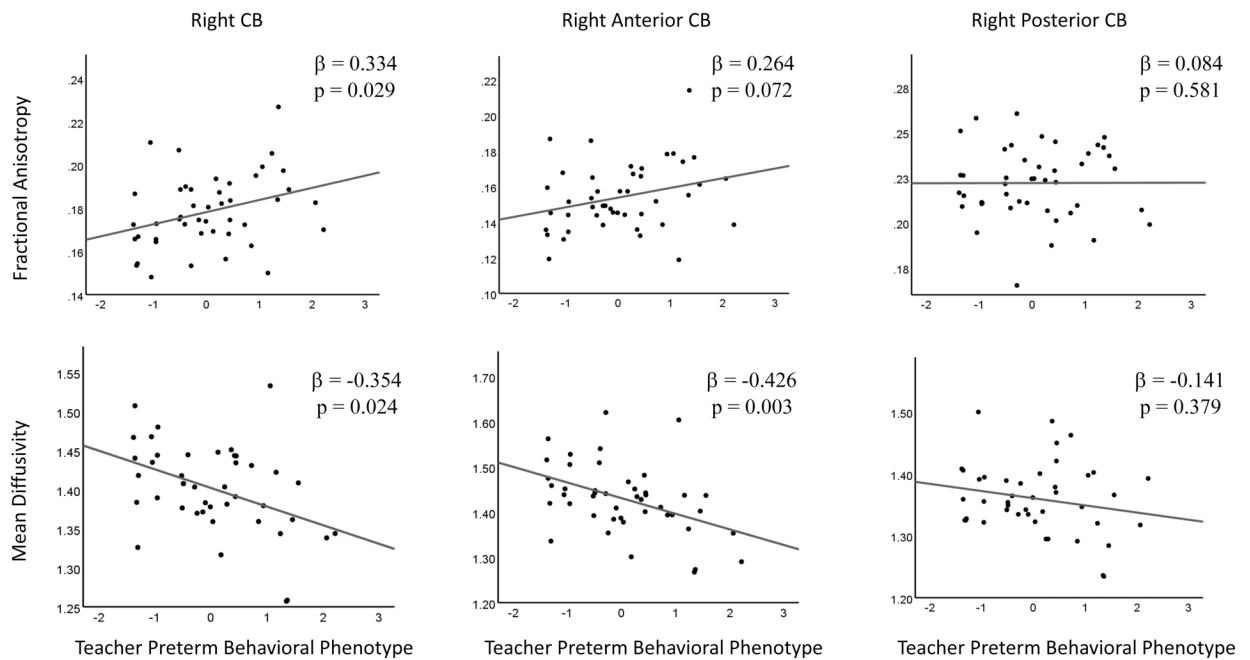 Right CB
Right Anterior CB
Right Posterior CB
Fractional Anisotropy
β = 0.334
p = 0.029
.24
.22
.20
.18
.16
.14
-2 -1 0 1 2 3
β = 0.264
p = 0.072
.22
.20
.18
.16
.14
.12
.10
-2 -1 0 1 2 3
β = 0.084
p = 0.581
.28
.25
.23
.20
.18
-2 -1 0 1 2 3
Mean Diffusivity
β = -0.354
p = 0.024
1.55
1.50
1.45
1.40
1.35
1.30
1.25
-2 -1 0 1 2 3
Teacher Preterm Behavioral Phenotype
β = -0.426
p = 0.003
1.70
1.60
1.50
1.40
1.30
1.20
-2 -1 0 1 2 3
Teacher Preterm Behavioral Phenotype
β = -0.141
p = 0.379
1.50
1.40
1.30
1.20
-2 -1 0 1 2 3
Teacher Preterm Behavioral Phenotype